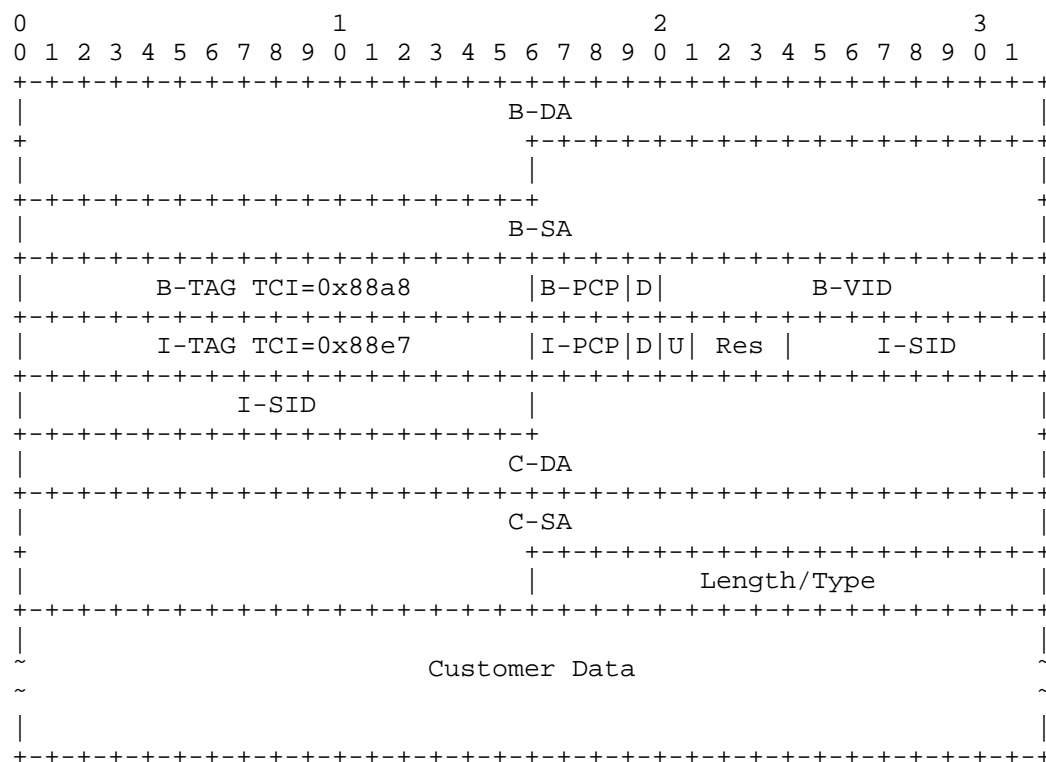 0                   1                   2                   3
0 1 2 3 4 5 6 7 8 9 0 1 2 3 4 5 6 7 8 9 0 1 2 3 4 5 6 7 8 9 0 1
+-+-+-+-+-+-+-+-+-+-+-+-+-+-+-+-+-+-+-+-+-+-+-+-+-+-+-+-+-+-+-+-+
|                              B-DA                             |
+                               +-+-+-+-+-+-+-+-+-+-+-+-+-+-+-+-+
|                               |                               |
+-+-+-+-+-+-+-+-+-+-+-+-+-+-+-+-+                               +
|                              B-SA                             |
+-+-+-+-+-+-+-+-+-+-+-+-+-+-+-+-+-+-+-+-+-+-+-+-+-+-+-+-+-+-+-+-+
|        B-TAG TCI=0x88a8       |B-PCP|D|         B-VID         |
+-+-+-+-+-+-+-+-+-+-+-+-+-+-+-+-+-+-+-+-+-+-+-+-+-+-+-+-+-+-+-+-+
|        I-TAG TCI=0x88e7       |I-PCP|D|U| Res |     I-SID     |
+-+-+-+-+-+-+-+-+-+-+-+-+-+-+-+-+-+-+-+-+-+-+-+-+-+-+-+-+-+-+-+-+
|             I-SID             |                               |
+-+-+-+-+-+-+-+-+-+-+-+-+-+-+-+-+                               +
|                              C-DA                             |
+-+-+-+-+-+-+-+-+-+-+-+-+-+-+-+-+-+-+-+-+-+-+-+-+-+-+-+-+-+-+-+-+
|                              C-SA                             |
+                               +-+-+-+-+-+-+-+-+-+-+-+-+-+-+-+-+
|                               |          Length/Type          |
+-+-+-+-+-+-+-+-+-+-+-+-+-+-+-+-+-+-+-+-+-+-+-+-+-+-+-+-+-+-+-+-+
|                                                               |
~                         Customer Data                         ~
~                                                               ~
|                                                               |
+-+-+-+-+-+-+-+-+-+-+-+-+-+-+-+-+-+-+-+-+-+-+-+-+-+-+-+-+-+-+-+-+